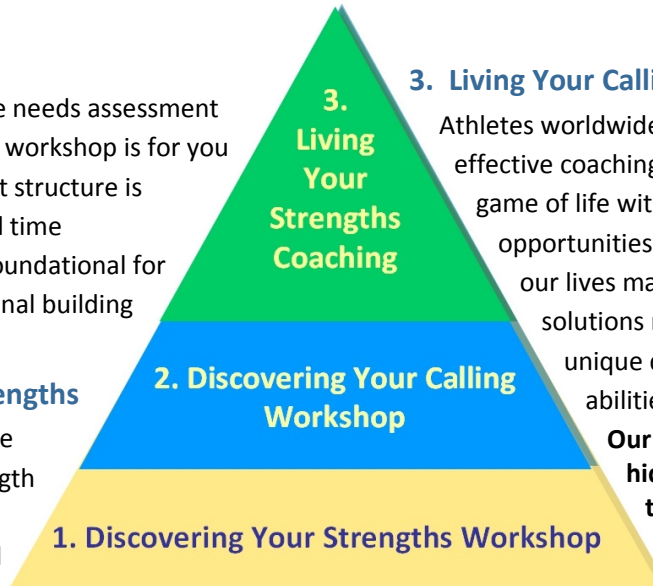 e needs assessment
workshop is for you
t structure is
time
oundational for
nal building
engths
e
gth
3.
Living
Your
Strengths
Coaching
2. Discovering Your Calling
Workshop
1. Discovering Your Strengths Workshop
3. Living Your Calli
Athletes worldwide
effective coaching
game of life wit
opportunities
our lives ma
solutions
unique
abilitie
Our
hi
t